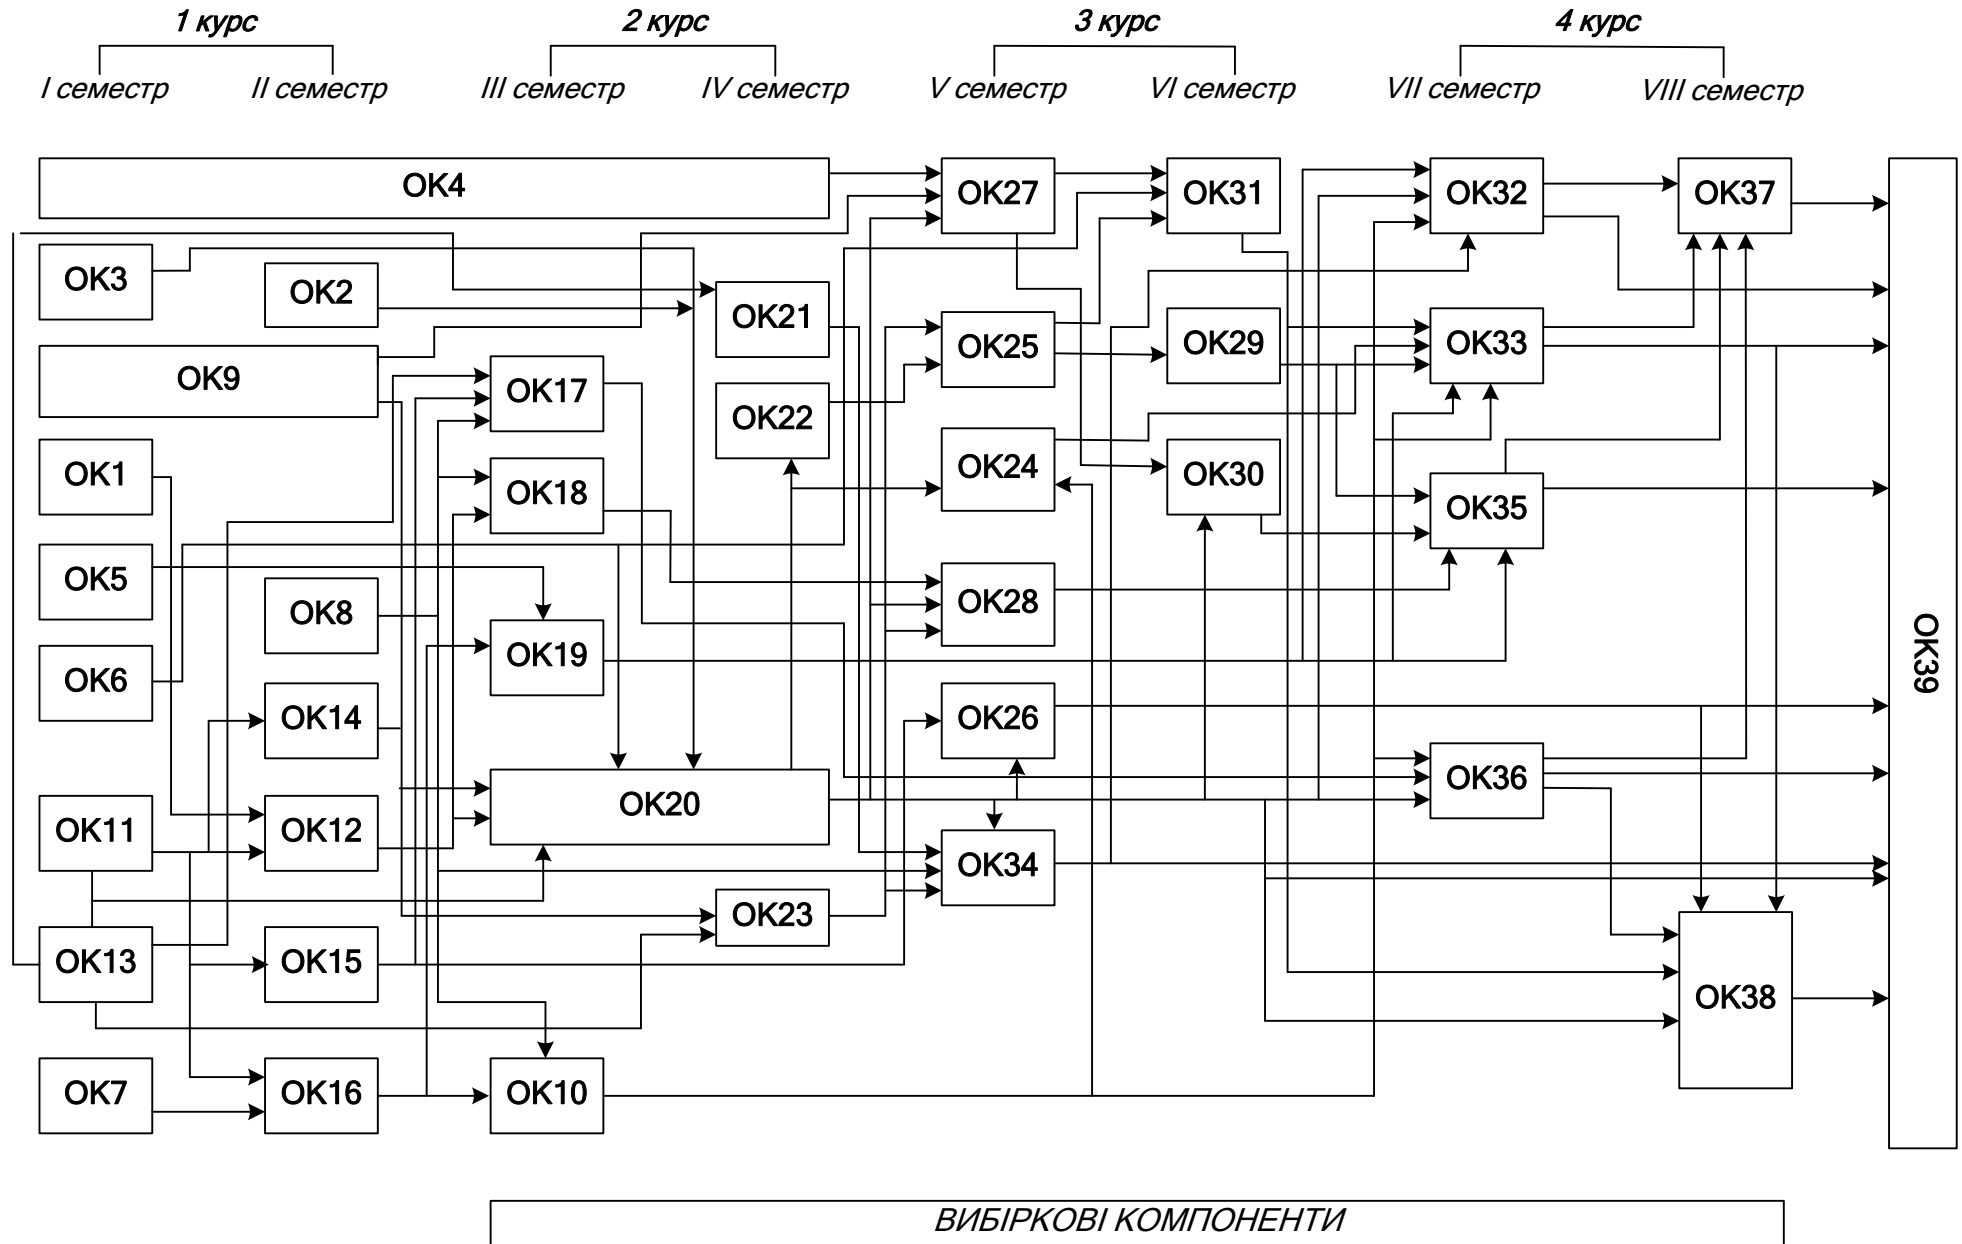 1 курс 2 курс 3 курс 4 курс
I семестр II семестр III семестр IV семестр V семестр VI семестр VII семестр VIII семестр
ОК4 ОК27 ОК31 ОК32 ОК37
ОК3 ОК2 ОК21
ОК9 ОК17 ОК22 ОК25 ОК29 ОК33
ОК1 ОК18 ОК24 ОК30 ОК35
ОК5 ОК8 ОК19 ОК28
ОК6 ОК14 ОК26 ОК39
ОК11 ОК12 ОК20 ОК34 ОК36
ОК13 ОК15 ОК23 ОК38
ОК7 ОК16 ОК10
ВИБІРКОВІ КОМПОНЕНТИ